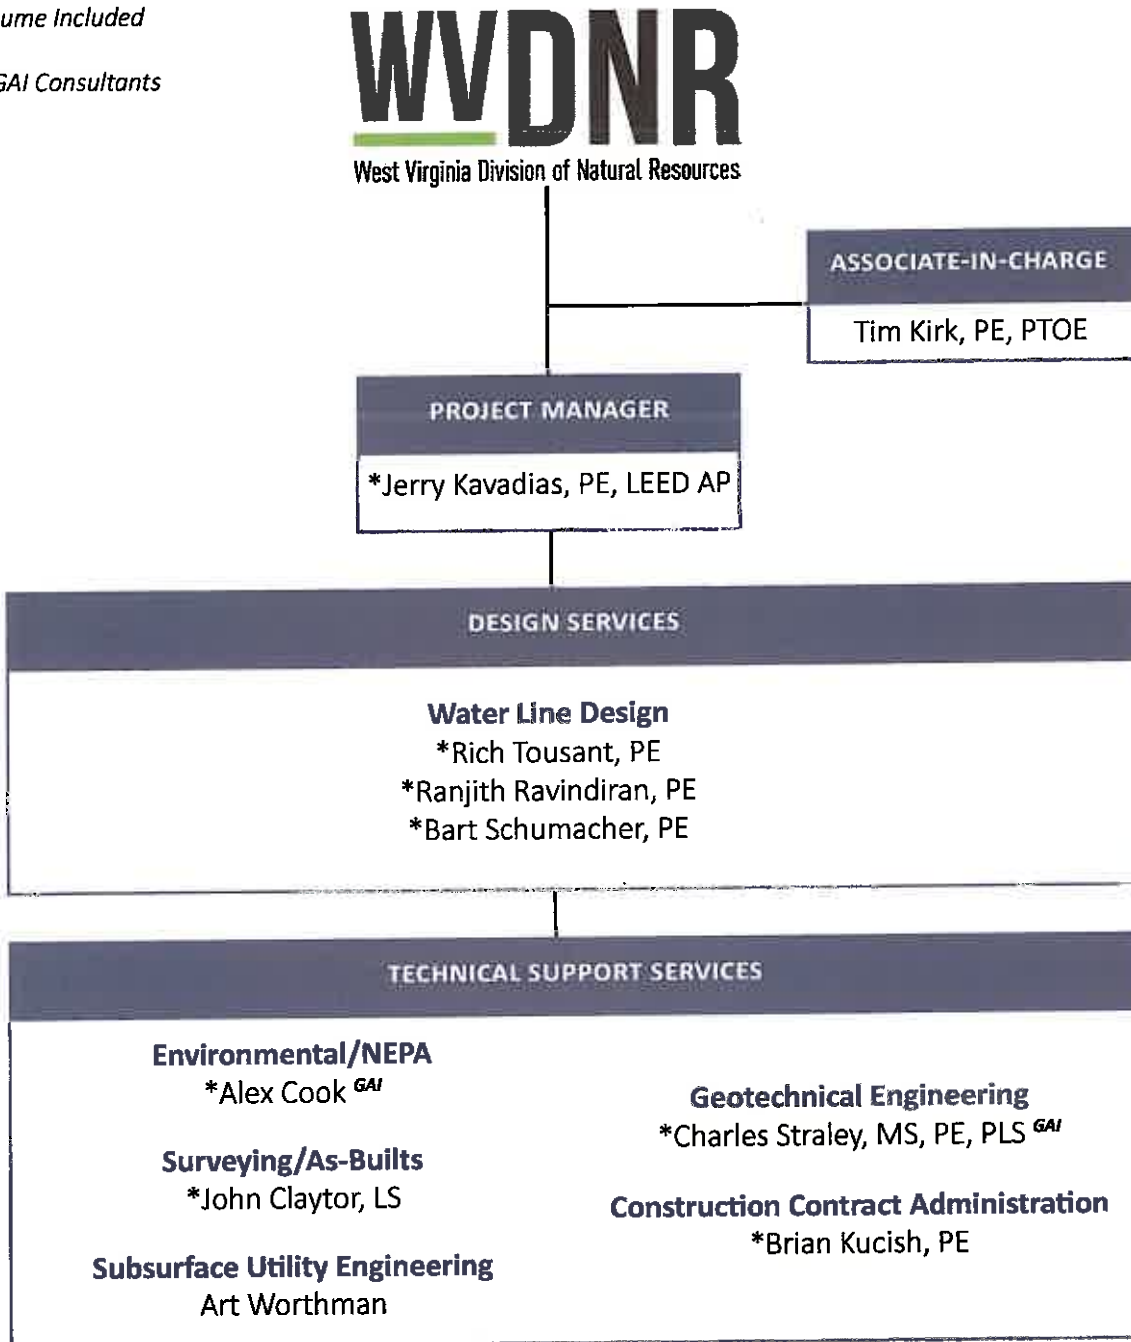 ume Included
GAI Consultants
WVDNR
West Virginia Division of Natural Resources
ASSOCIATE-IN-CHARGE
Tim Kirk, PE, PTOE
PROJECT MANAGER
*Jerry Kavadias, PE, LEED AP
DESIGN SERVICES
Water Line Design
*Rich Tousant, PE
*Ranjith Ravindiran, PE
*Bart Schumacher, PE
TECHNICAL SUPPORT SERVICES
Environmental/NEPA
*Alex Cook GAI
Surveying/As-Builts
*John Claytor, LS
Subsurface Utility Engineering
Art Worthman
Geotechnical Engineering
*Charles Straley, MS, PE, PLS GAI
Construction Contract Administration
*Brian Kucish, PE